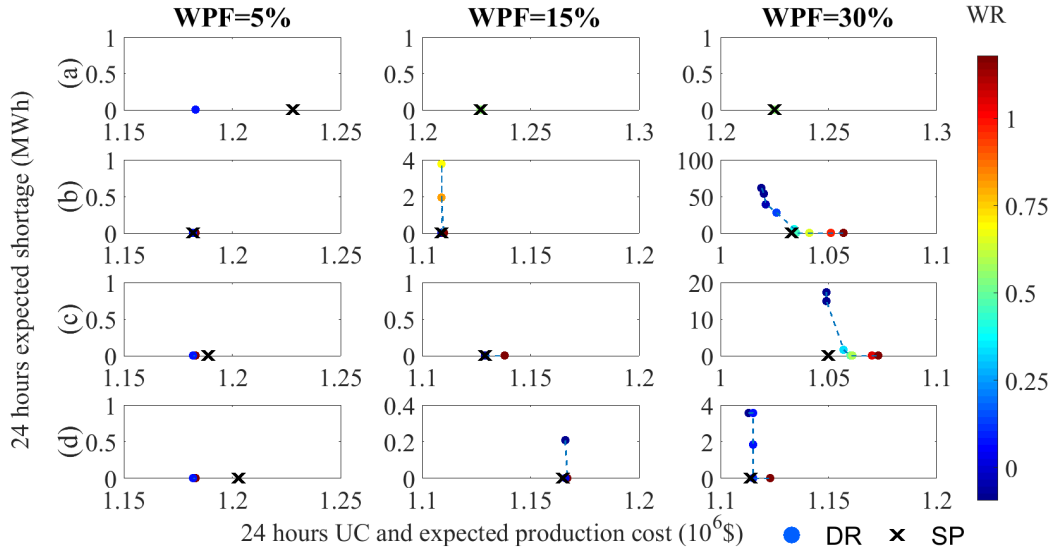 WPF=5% WPF=15% WPF=30% WR
24 hours expected shortage (MWh)
(a)
1
0.5
0
1.15 1.2 1.25
1
0.5
0
1.2 1.25 1.3
1
0.5
0
1.2 1.25 1.3
(b)
1
0.5
0
1.15 1.2 1.25
4
2
0
1.1 1.15 1.2
100
50
0
1 1.05 1.1
(c)
1
0.5
0
1.15 1.2 1.25
1
0.5
0
1.1 1.15 1.2
20
10
0
1 1.05 1.1
(d)
1
0.5
0
1.15 1.2 1.25
0.4
0.2
0
1.1 1.15 1.2
4
2
0
1.1 1.15 1.2
1
0.75
0.5
0.25
0
24 hours UC and expected production cost (10^6$)
DR SP